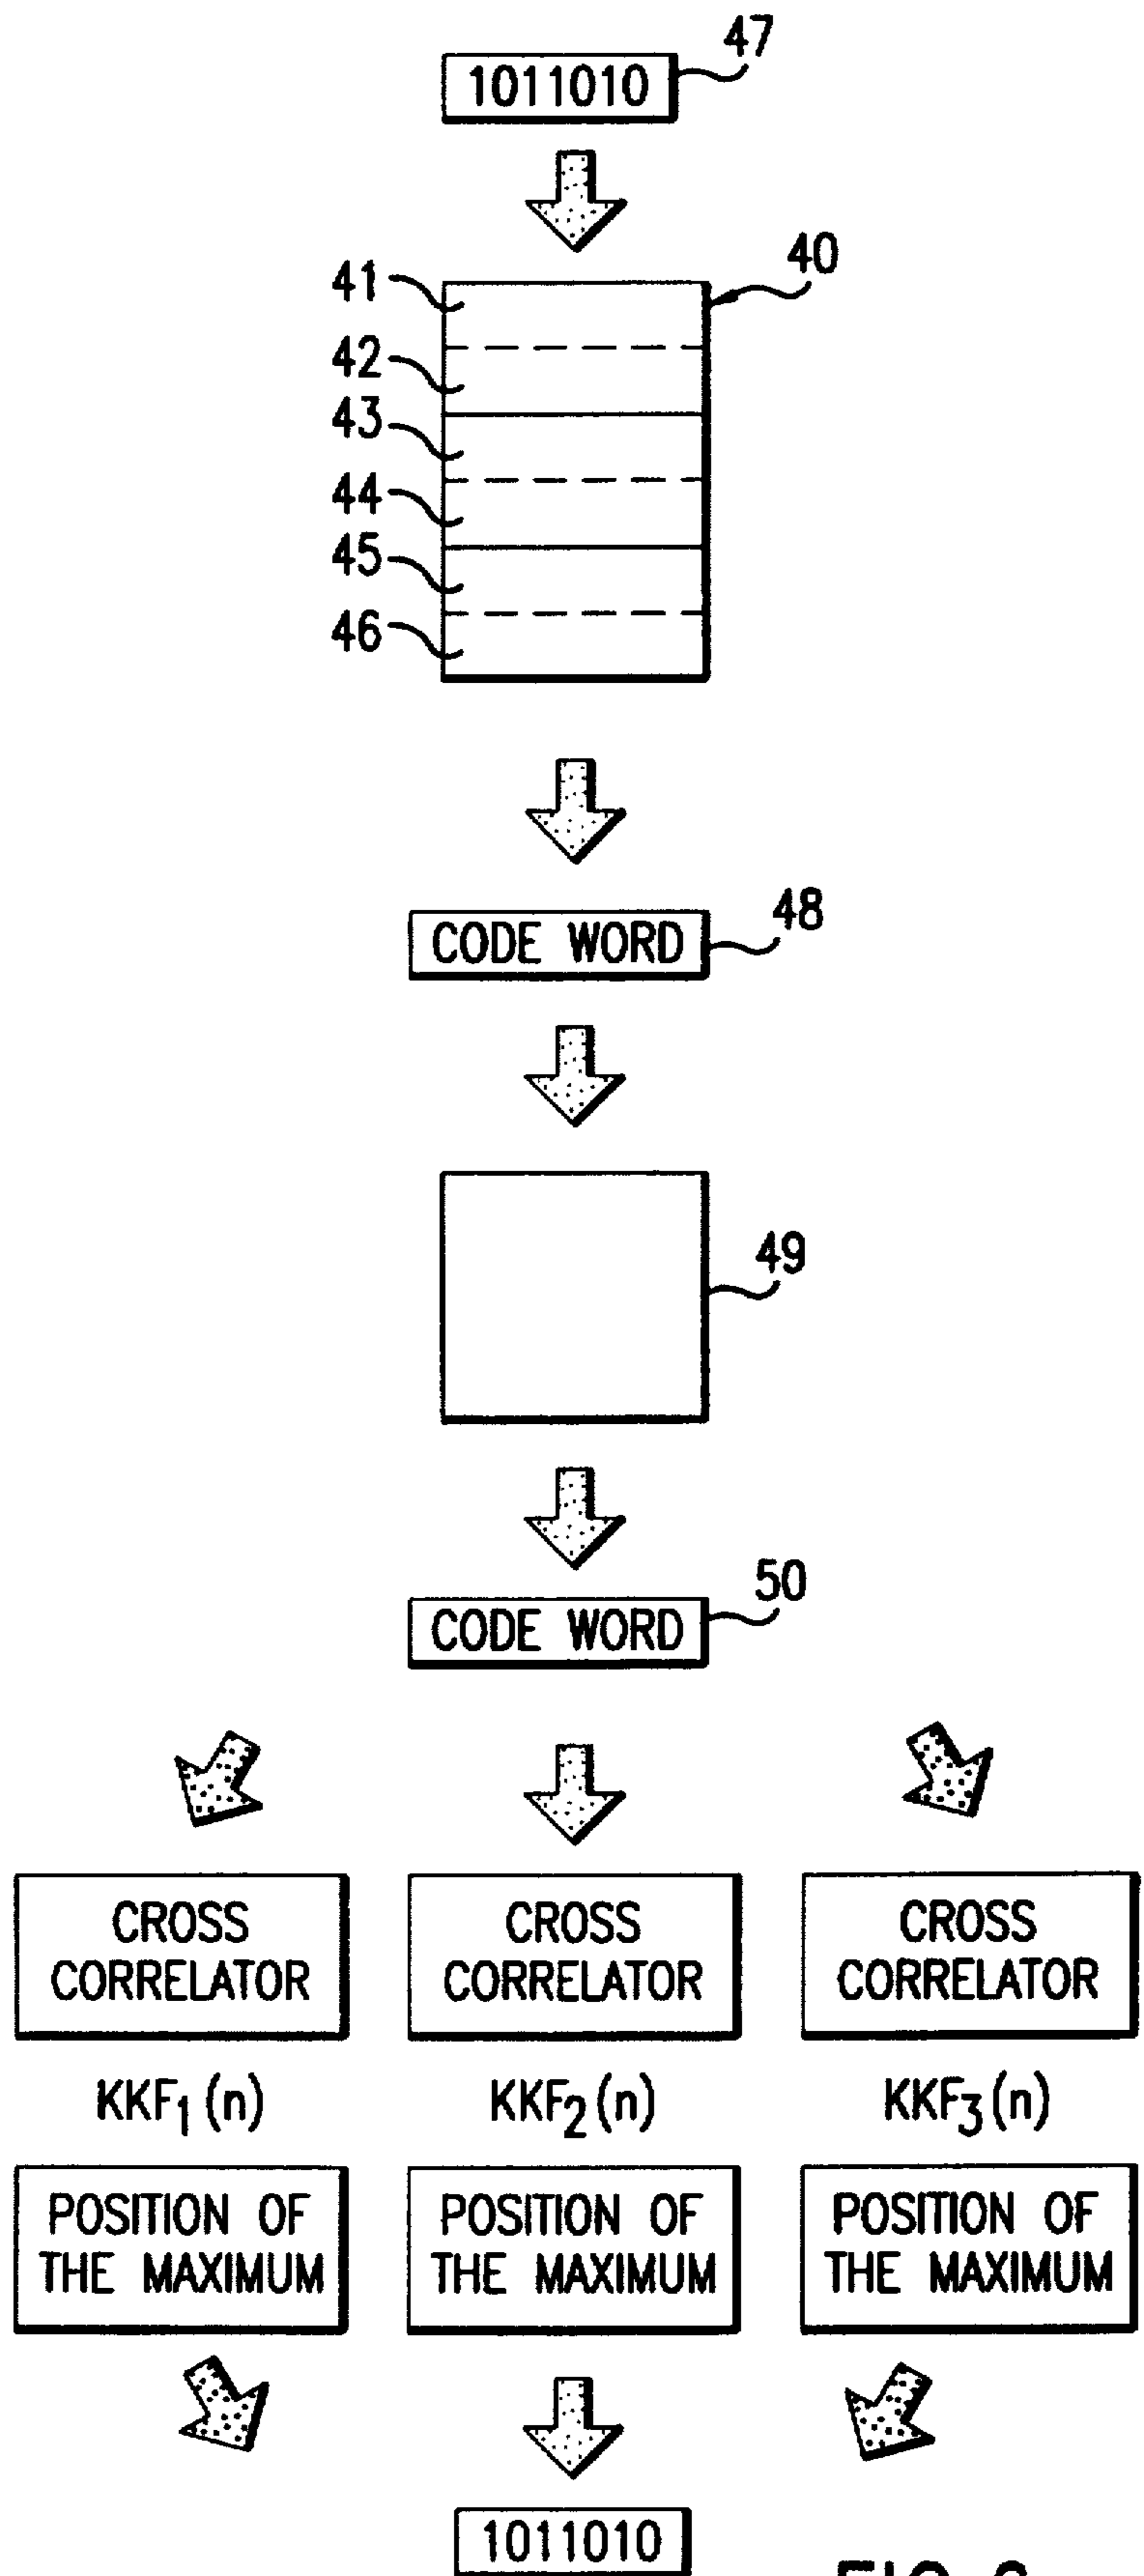 47
1011010
40
41
42
43
44
45
46
48
CODE WORD
49
50
CODE WORD
CROSS
CORRELATOR
CROSS
CORRELATOR
CROSS
CORRELATOR
KKF₁(n)
KKF₂(n)
KKF₃(n)
POSITION OF
THE MAXIMUM
POSITION OF
THE MAXIMUM
POSITION OF
THE MAXIMUM
1011010